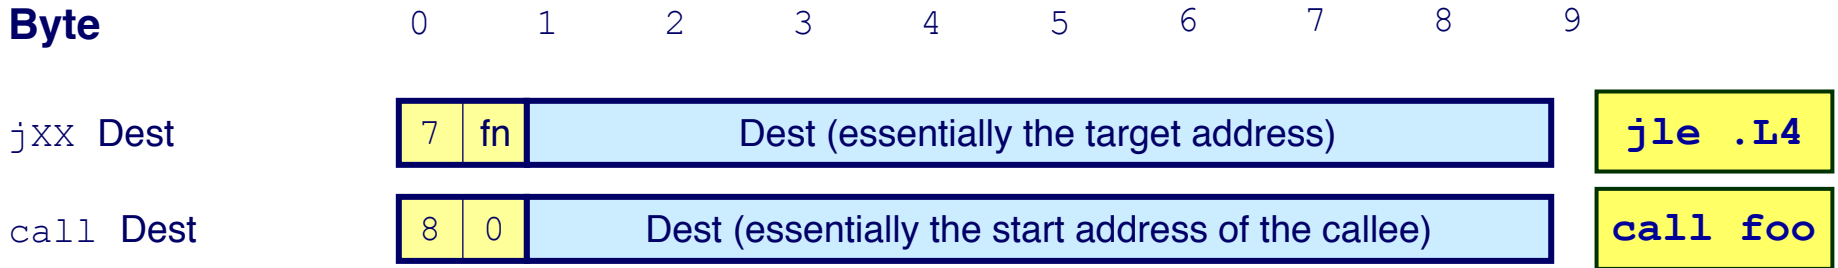 Byte 0 1 2 3 4 5 6 7 8 9
jXX Dest 7 fn Dest (essentially the target address) jle .L4
call Dest 8 0 Dest (essentially the start address of the callee) call foo